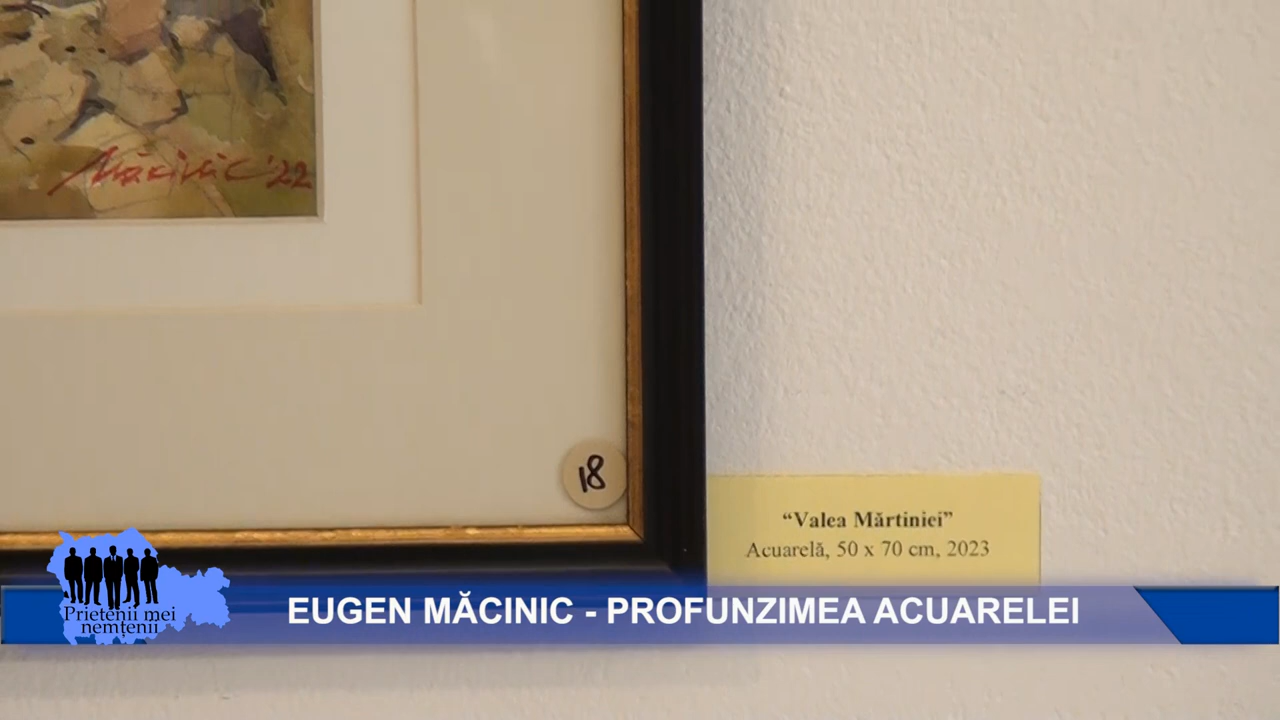 Măcinic '22
18
“Valea Mărtiniei”
Acuarelă, 50 x 70 cm, 2023
Prietenii mei
nemțenii
EUGEN MĂCINIC - PROFUNZIMEA ACUARELEI